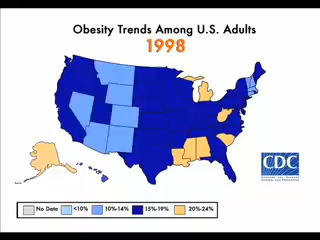 Obesity Trends Among U.S. Adults
1998
CDC
No Data <10% 10%-14% 15%-19% 20%-24%